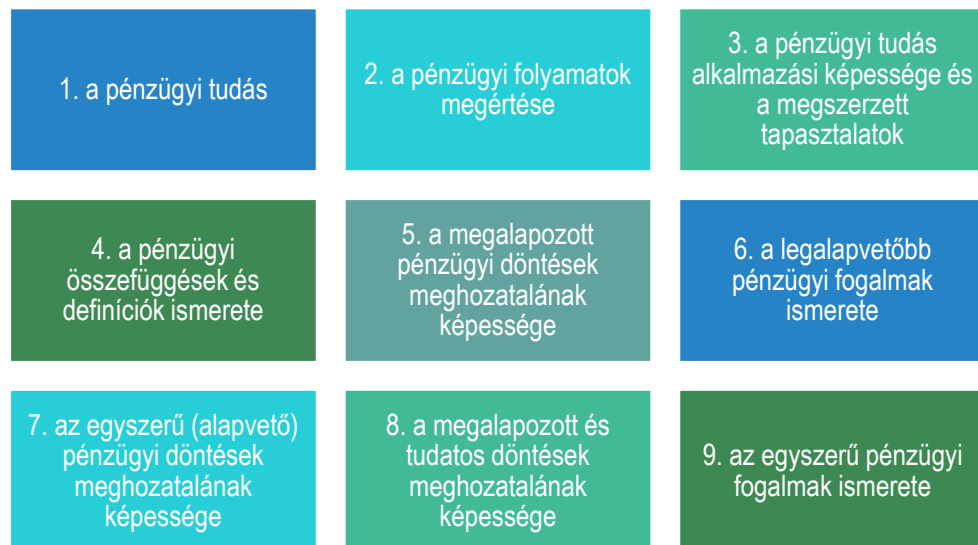 1. a pénzügyi tudás
2. a pénzügyi folyamatok
megértése
3. a pénzügyi tudás
alkalmazási képessége és
a megszerzett
tapasztalatok
4. a pénzügyi
összefüggések és
definíciók ismerete
5. a megalapozott
pénzügyi döntések
meghozatalának
képessége
6. a legalapvetőbb
pénzügyi fogalmak
ismerete
7. az egyszerű (alapvető)
pénzügyi döntések
meghozatalának
képessége
8. a megalapozott és
tudatos döntések
meghozatalának
képessége
9. az egyszerű pénzügyi
fogalmak ismerete